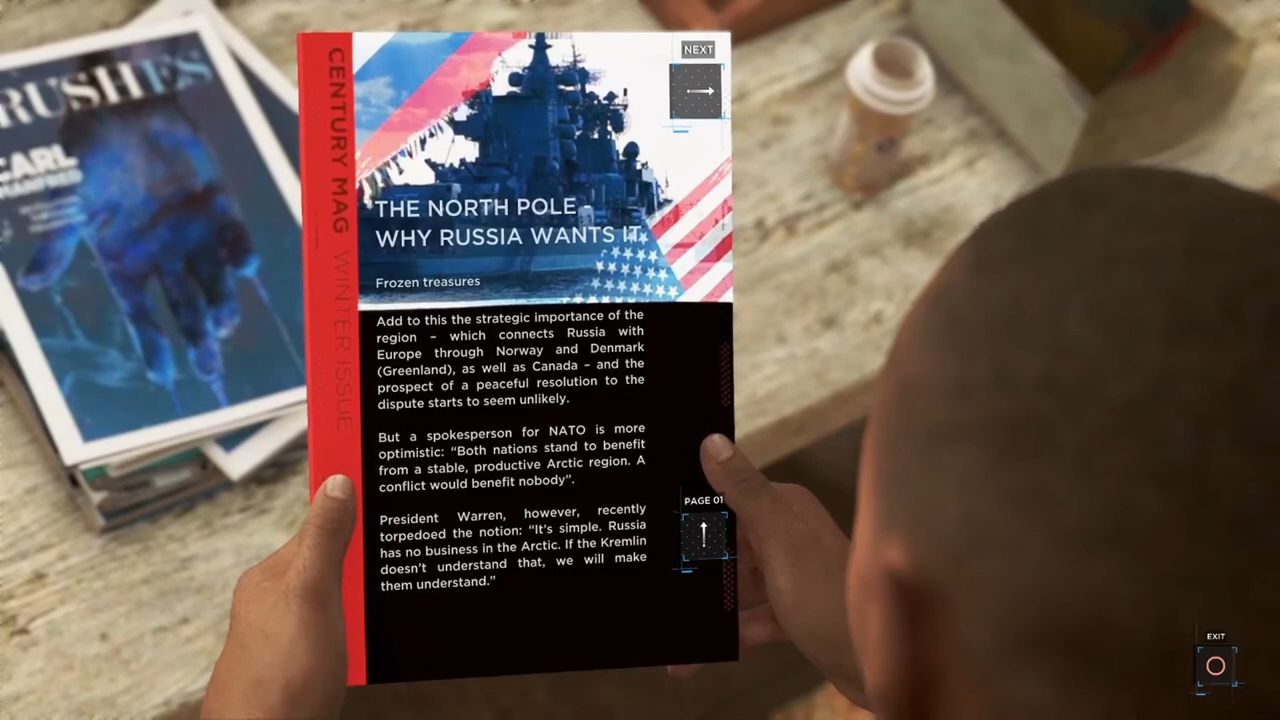 RUSHES
CARL
MANFRED
CENTURY MAG WINTER ISSUE
NEXT
THE NORTH POLE -
WHY RUSSIA WANTS IT
Frozen treasures
Add to this the strategic importance of the
region – which connects Russia with
Europe through Norway and Denmark
(Greenland), as well as Canada – and the
prospect of a peaceful resolution to the
dispute starts to seem unlikely.
But a spokesperson for NATO is more
optimistic: “Both nations stand to benefit
from a stable, productive Arctic region. A
conflict would benefit nobody”.
President Warren, however, recently
torpedoed the notion: “It’s simple. Russia
has no business in the Arctic. If the Kremlin
doesn’t understand that, we will make
them understand.”
PAGE 01
EXIT